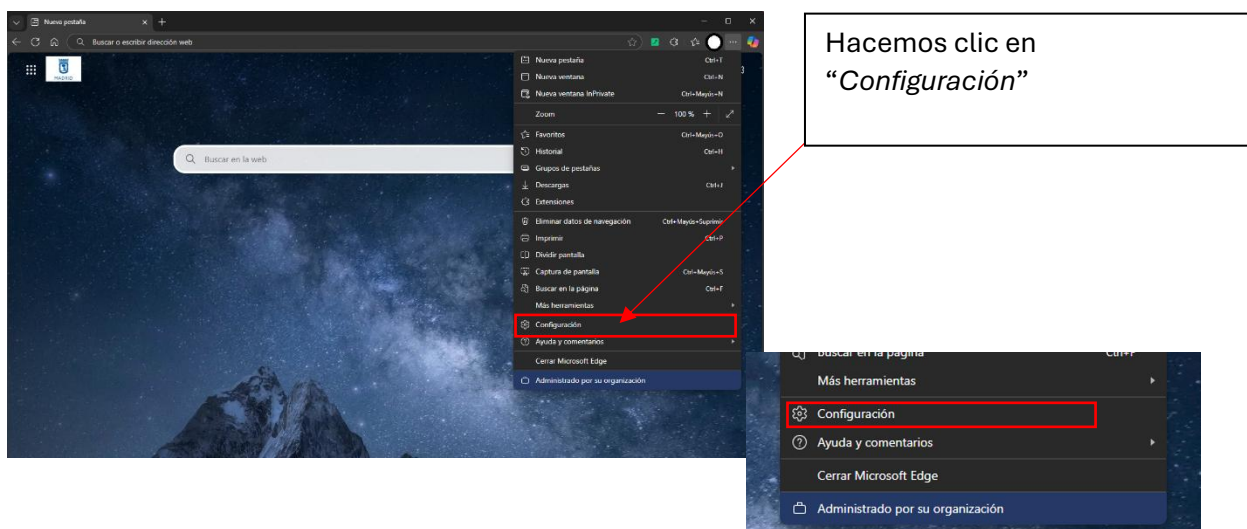 Nueva pestaña
Buscar o escribir dirección web
MADRID
Buscar en la web
Nueva pestaña Ctrl+T
Nueva ventana Ctrl+N
Nueva ventana InPrivate Ctrl+Mayús+N
Zoom — 100 % +
Favoritos Ctrl+Mayús+O
Historial Ctrl+H
Grupos de pestañas
Descargas Ctrl+J
Extensiones
Eliminar datos de navegación Ctrl+Mayús+Suprimir
Imprimir Ctrl+P
Dividir pantalla
Captura de pantalla Ctrl+Mayús+S
Buscar en la página Ctrl+F
Más herramientas
Configuración
Ayuda y comentarios
Cerrar Microsoft Edge
Administrado por su organización
Hacemos clic en
“Configuración”
Buscar en la página Ctrl+F
Más herramientas
Configuración
Ayuda y comentarios
Cerrar Microsoft Edge
Administrado por su organización